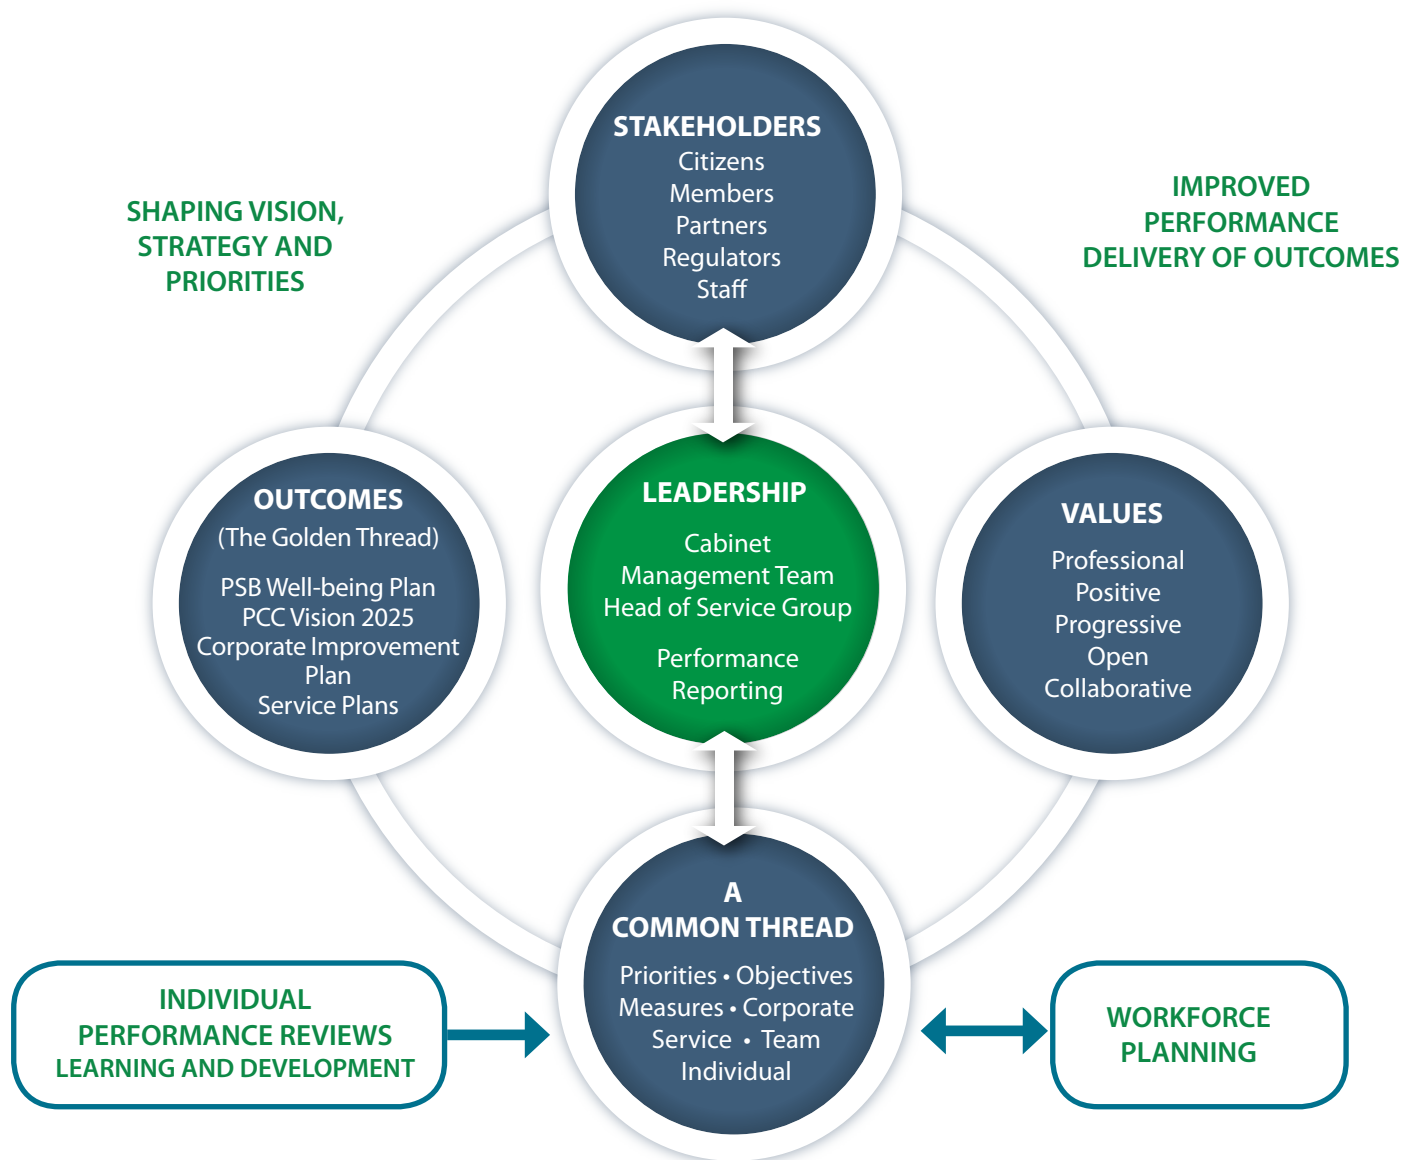 STAKEHOLDERS
Citizens
Members
Partners
Regulators
Staff
SHAPING VISION,
STRATEGY AND
PRIORITIES
IMPROVED
PERFORMANCE
DELIVERY OF OUTCOMES
OUTCOMES
(The Golden Thread)
PSB Well-being Plan
PCC Vision 2025
Corporate Improvement
Plan
Service Plans
LEADERSHIP
Cabinet
Management Team
Head of Service Group
Performance
Reporting
VALUES
Professional
Positive
Progressive
Open
Collaborative
A
COMMON THREAD
Priorities • Objectives
Measures • Corporate
Service • Team
Individual
INDIVIDUAL
PERFORMANCE REVIEWS
LEARNING AND DEVELOPMENT
WORKFORCE
PLANNING